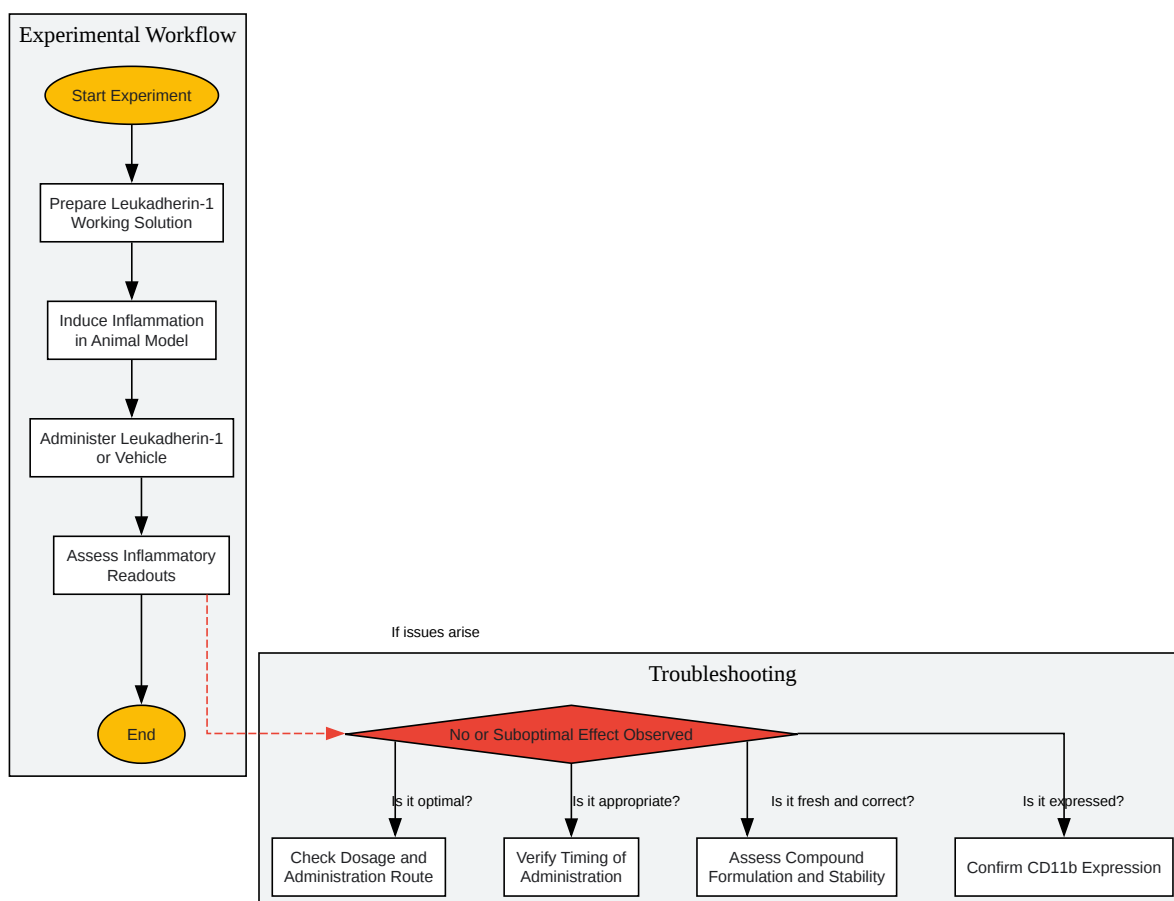 Experimental Workflow
Start Experiment
Prepare Leukadherin-1
Working Solution
Induce Inflammation
in Animal Model
Administer Leukadherin-1
or Vehicle
Assess Inflammatory
Readouts
End
If issues arise
Troubleshooting
No or Suboptimal Effect Observed
Is it optimal?
Is it appropriate?
Is it fresh and correct?
Is it expressed?
Check Dosage and
Administration Route
Verify Timing of
Administration
Assess Compound
Formulation and Stability
Confirm CD11b Expression